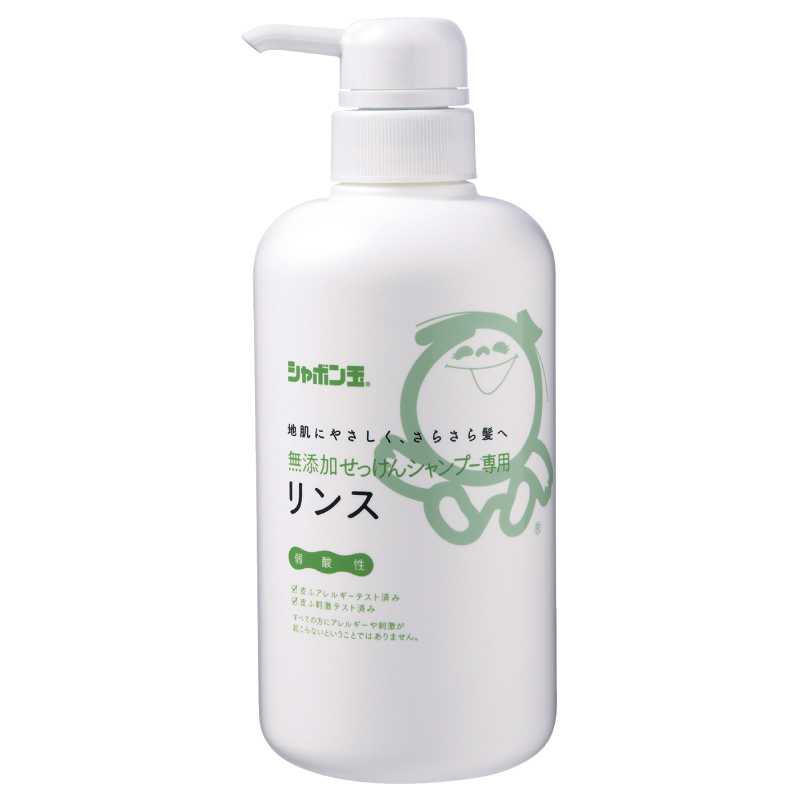 シャボン玉®
地肌にやさしく、さらさら髪へ
無添加せっけんシャンプー専用
リンス
弱酸性
☑皮ふアレルギーテスト済み
☑皮ふ刺激テスト済み
すべての方にアレルギーや刺激が
起こらないということではありません。
®